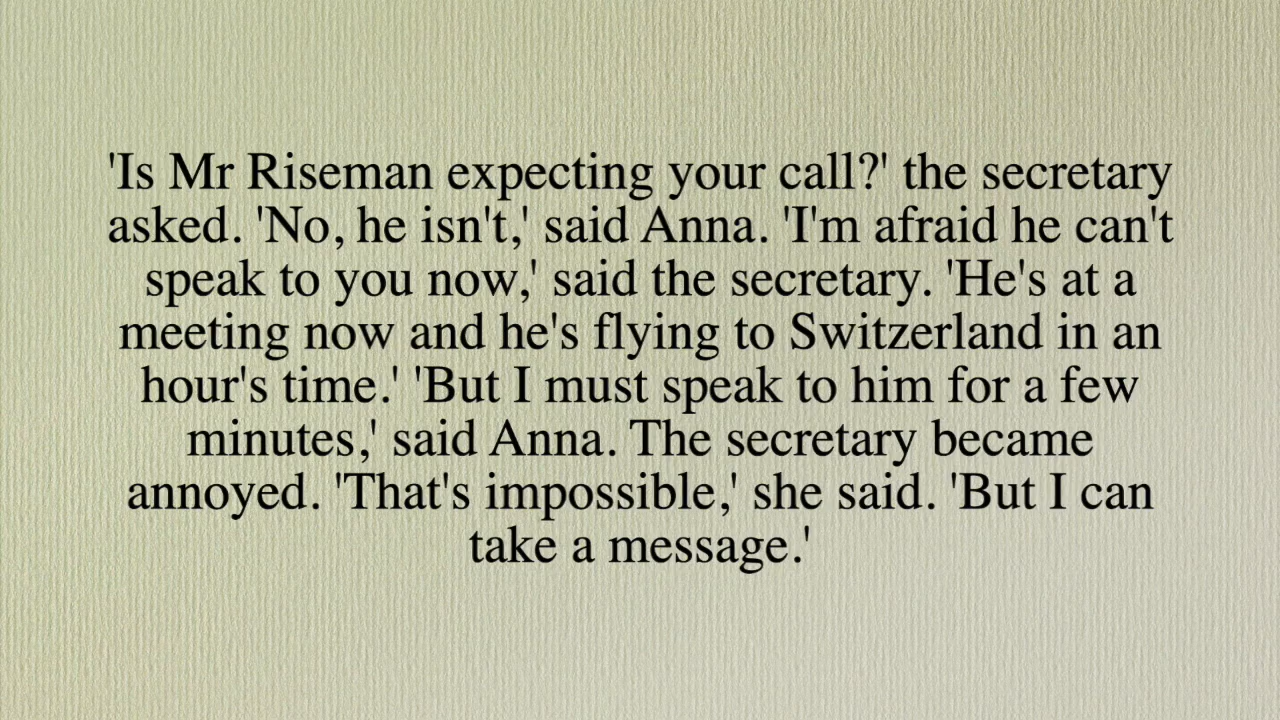 'Is Mr Riseman expecting your call?' the secretary
asked. 'No, he isn't,' said Anna. 'I'm afraid he can't
speak to you now,' said the secretary. 'He's at a
meeting now and he's flying to Switzerland in an
hour's time.' 'But I must speak to him for a few
minutes,' said Anna. The secretary became
annoyed. 'That's impossible,' she said. 'But I can
take a message.'